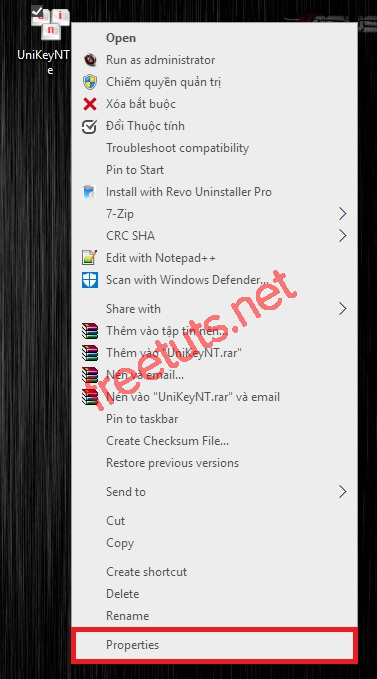 a i
n
UniKeyNT
e
Open
Run as administrator
Chiếm quyền quản trị
Xóa bắt buộc
Đổi Thuộc tính
Troubleshoot compatibility
Pin to Start
Install with Revo Uninstaller Pro
7-Zip
CRC SHA
Edit with Notepad++
Scan with Windows Defender...
Share with
Thêm vào tập tin nén...
Thêm vào "UniKeyNT.rar"
Nén và email...
Nén vào "UniKeyNT.rar" và email
Pin to taskbar
Create Checksum File...
Restore previous versions
Send to
Cut
Copy
Create shortcut
Delete
Rename
Properties
freetuts.net